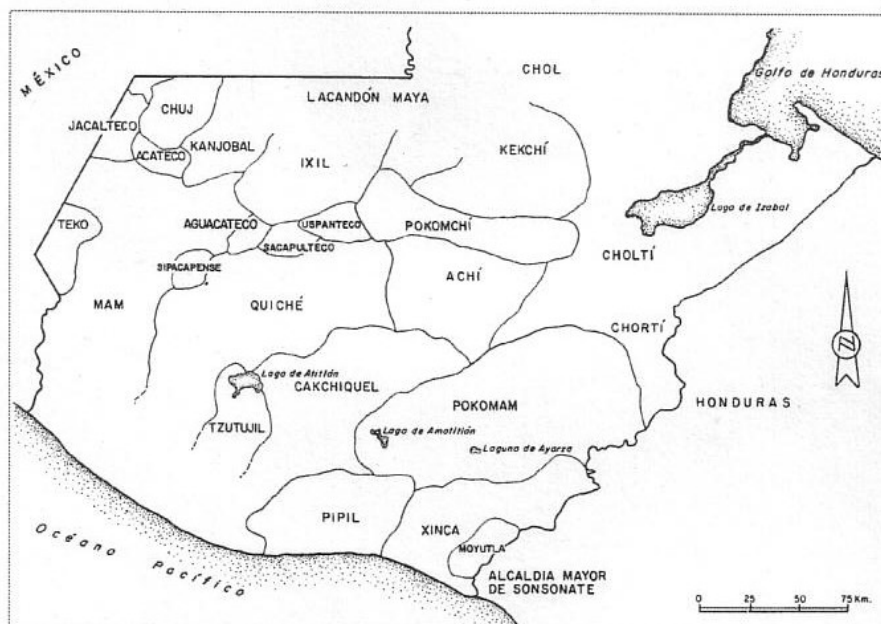 MÉXICO
CHOL
Golfo de Honduras
LACANDÓN MAYA
CHUJ
JACALTECO
KANJOBAL
ACATECO
IXIL
KEKCHÍ
Lago de Izabal
TEKO
AGUACATECO
USPANTECO
POKOMCHÍ
SACAPULTECO
CHOLTÍ
SIPACAPENSE
ACHÍ
MAM
QUICHÉ
CHORTÍ
N
Lago de Atitlán
CAKCHIQUEL
HONDURAS
POKOMAM
TZUTUJIL
Lago de Amatitlán
Laguna de Ayarza
PIPIL
XINCA
MOYUTLA
Océano
Pacífico
ALCALDIA MAYOR
DE SONSONATE
0 25 50 75 Km.